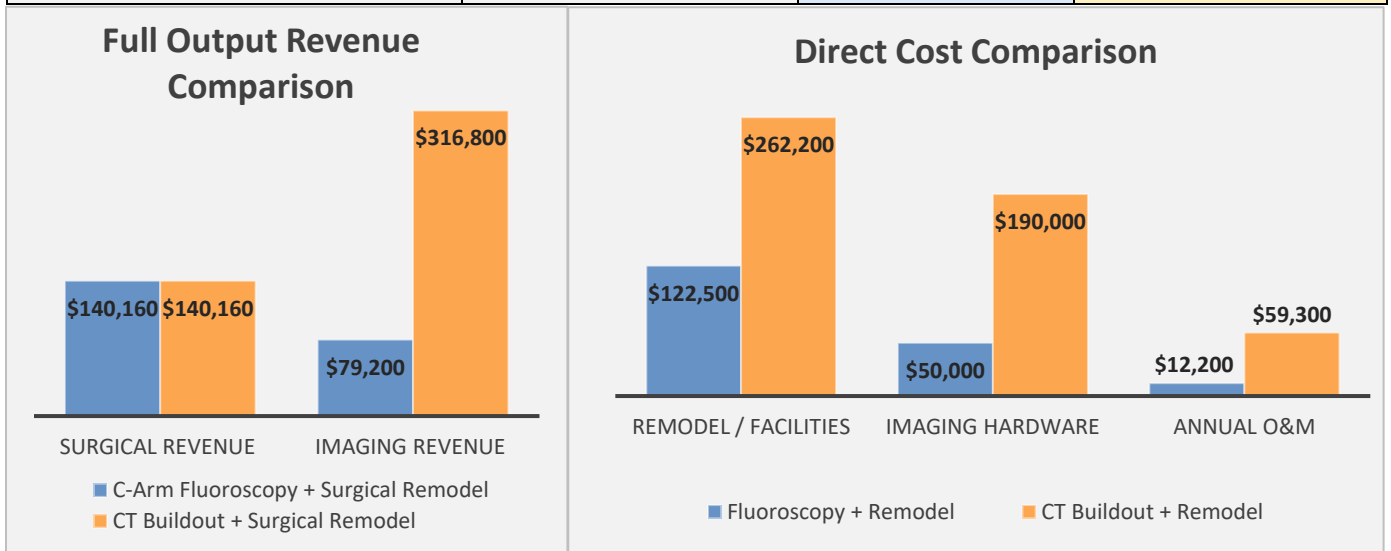 Full Output Revenue
Comparison
$316,800
$140,160 $140,160
$79,200
SURGICAL REVENUE IMAGING REVENUE
C-Arm Fluoroscopy + Surgical Remodel
CT Buildout + Surgical Remodel
Direct Cost Comparison
$262,200
$190,000
$122,500
$59,300
$50,000
$12,200
REMODEL / FACILITIES IMAGING HARDWARE ANNUAL O&M
Fluoroscopy + Remodel CT Buildout + Remodel